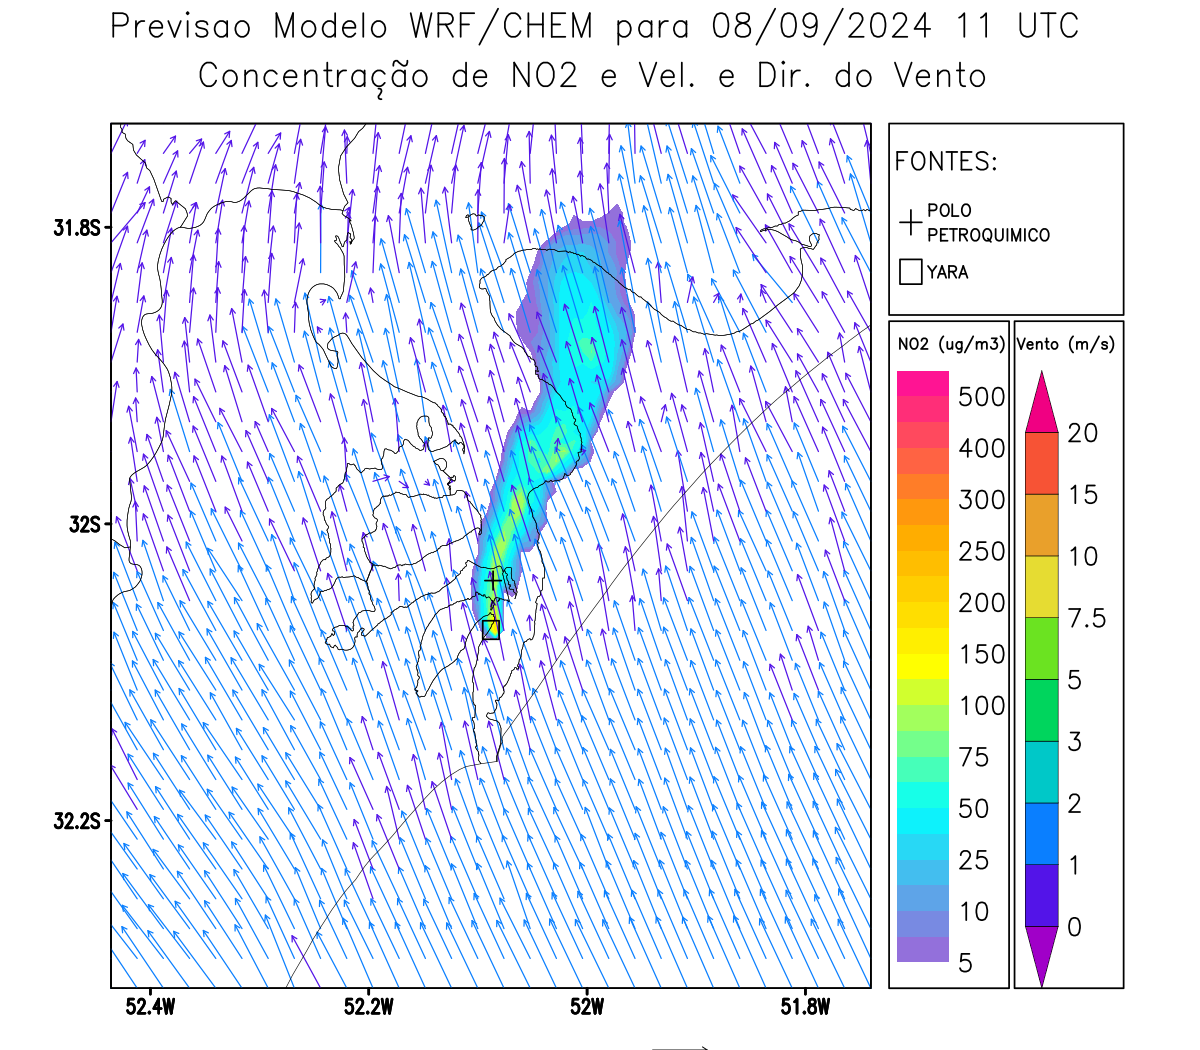 Previsao Modelo WRF/CHEM para 08/09/2024 11 UTC
Concentração de NO2 e Vel. e Dir. do Vento
FONTES:
POLO
PETROQUIMICO
YARA
NO2 (ug/m3)
500
400
300
250
200
150
100
75
50
25
10
5
Vento (m/s)
20
15
10
7.5
5
3
2
1
0
31.8S
32S
32.2S
52.4W
52.2W
52W
51.8W